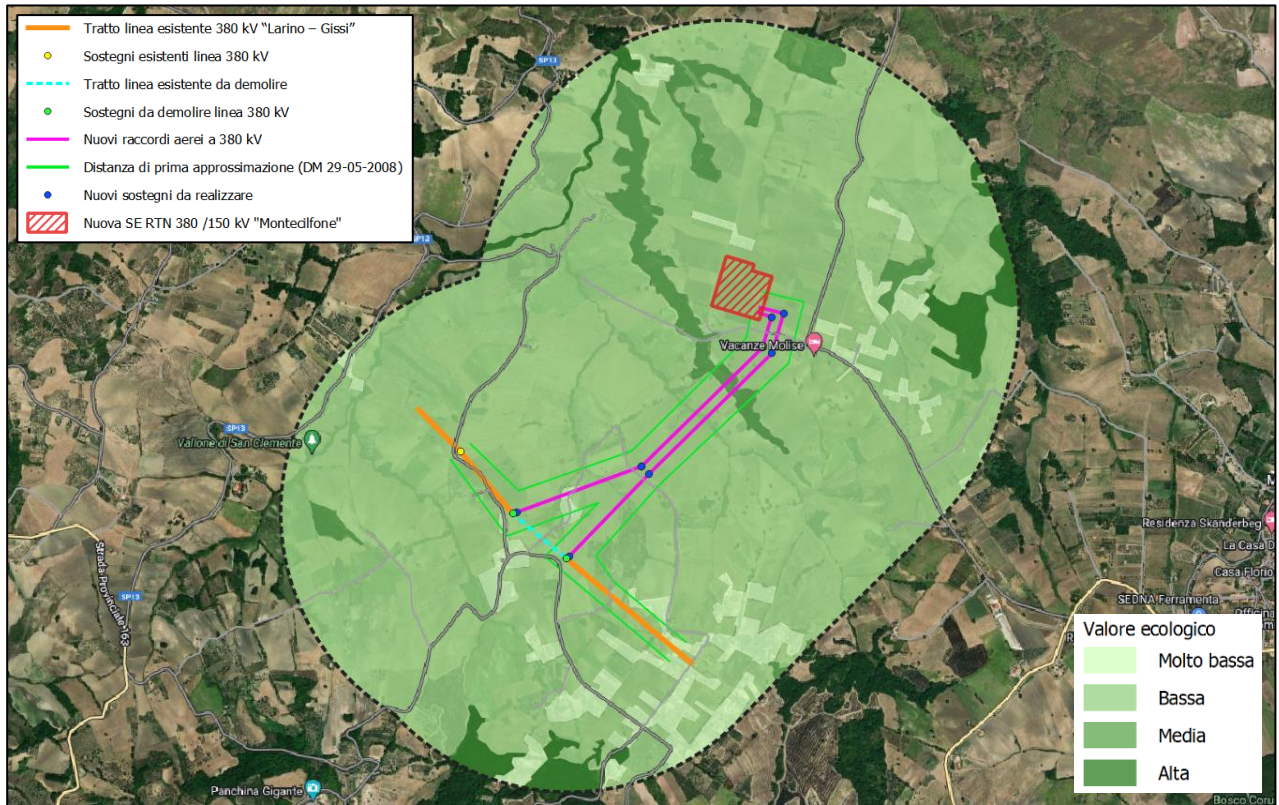 Tratto linea esistente 380 kV “Larino – Gissi”
Sostegni esistenti linea 380 kV
Tratto linea esistente da demolire
Sostegni da demolire linea 380 kV
Nuovi raccordi aerei a 380 kV
Distanza di prima approssimazione (DM 29-05-2008)
Nuovi sostegni da realizzare
Nuova SE RTN 380 /150 kV "Montecilfone"
SP13
SP13
Vacanze Molise
Vallone di San Clemente
SP13
Strada Provinciale 163
SP13
Residenza Skanderbeg
La Casa D
Casa Florio
SEDNA Ferramenta
Officina
Panchina Gigante
Valore ecologico
Molto bassa
Bassa
Media
Alta
Bosco Coru